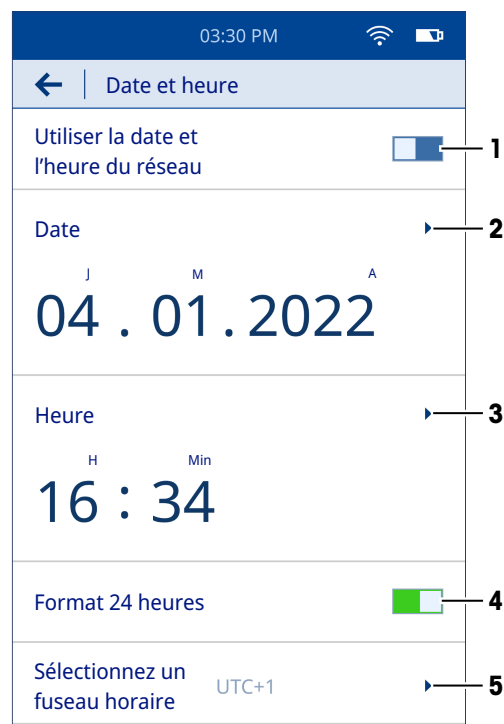 03:30 PM
Date et heure
Utiliser la date et
l'heure du réseau
1
Date
2
J M A
04 . 01 . 2022
Heure
3
H Min
16 : 34
Format 24 heures
4
Sélectionnez un
fuseau horaire
UTC+1
5